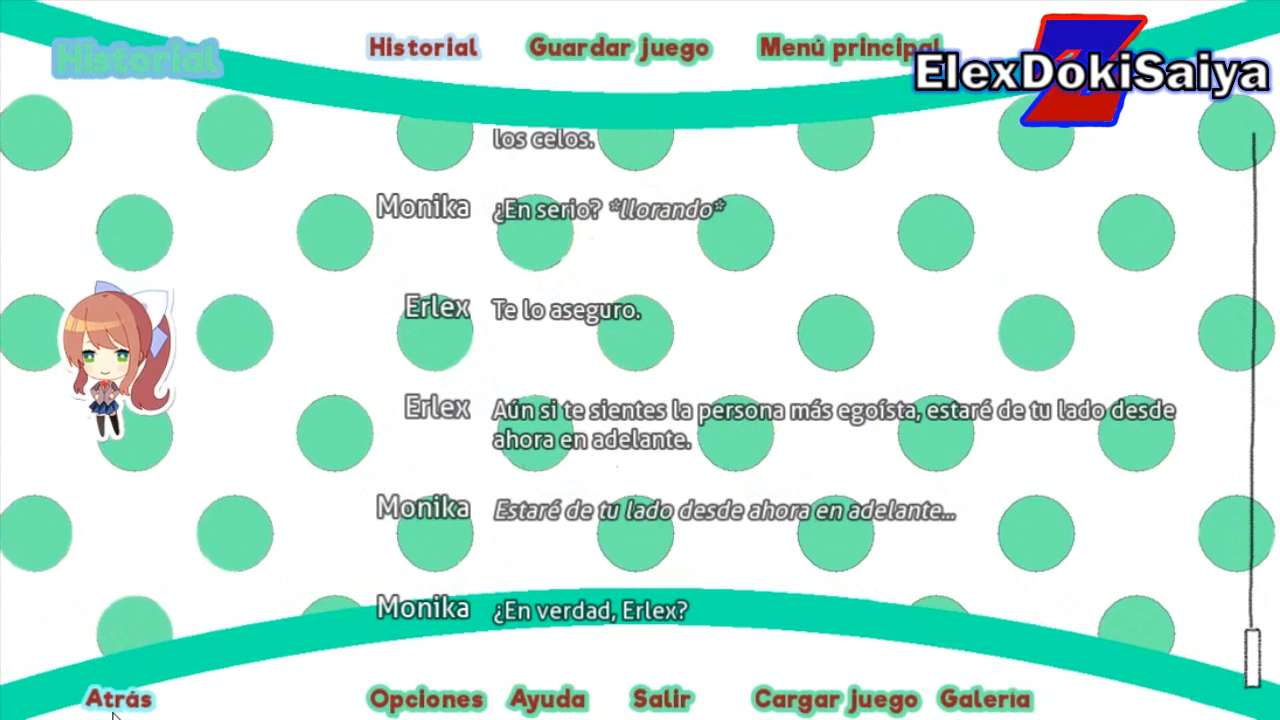 Historial
Historial Guardar juego Menú principal
ElexDokiSaiya
los celos.
Monika ¿En serio? *llorando*
Erlex Te lo aseguro.
Erlex Aún si te sientes la persona más egoísta, estaré de tu lado desde
ahora en adelante.
Monika Estaré de tu lado desde ahora en adelante...
Monika ¿En verdad, Erlex?
Atrás Opciones Ayuda Salir Cargar juego Galería